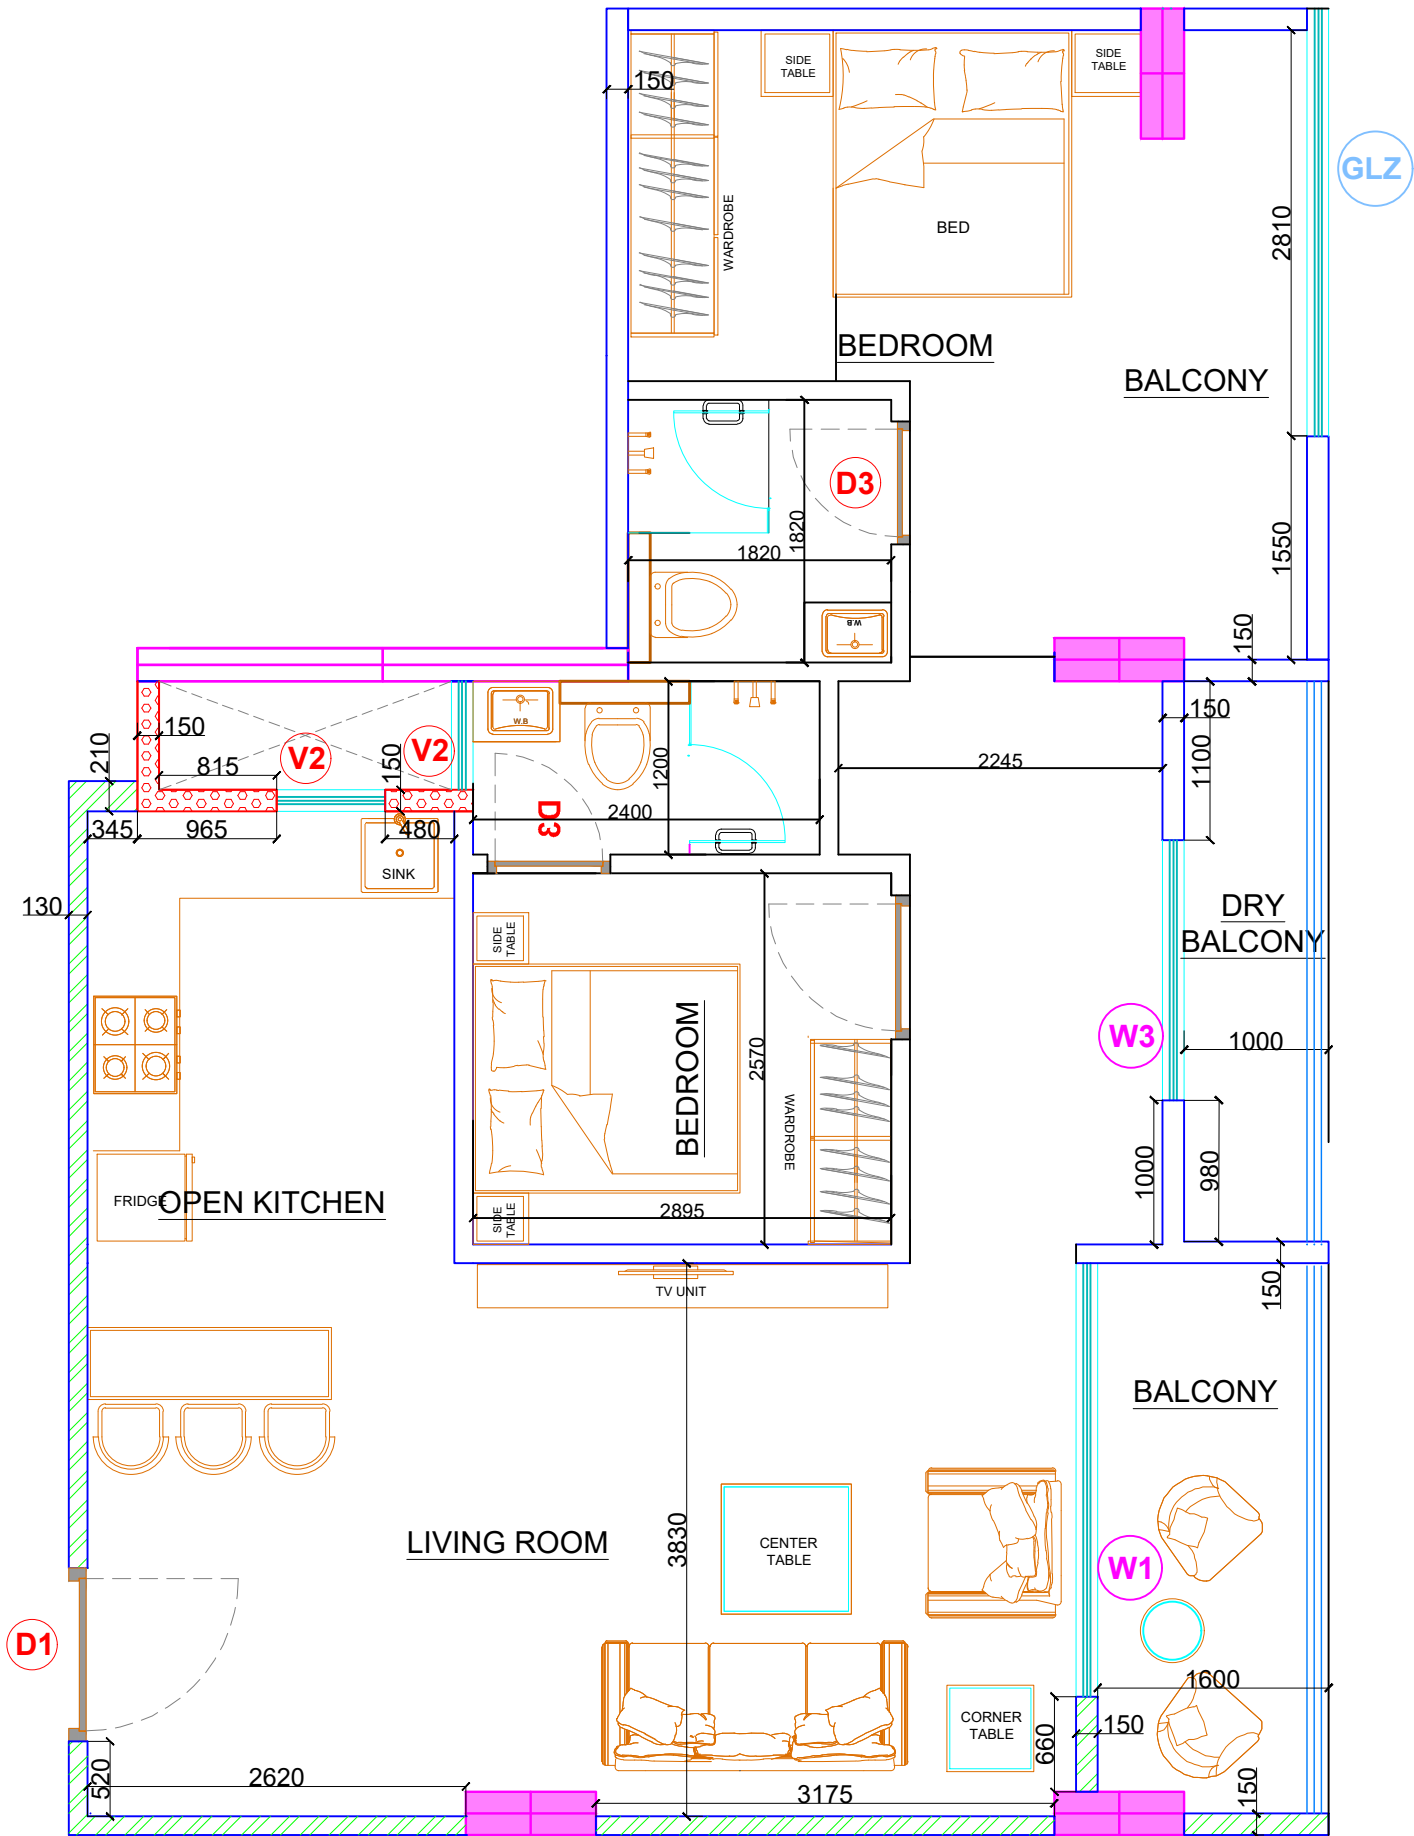 SIDE
TABLE
SIDE
TABLE
150
GLZ
WARDROBE
BED
2810
BEDROOM
BALCONY
D3
1820
1820
1550
W.B
150
150
210
150
815
V2
V2
150
W.B
1200
2245
150
1100
345
965
480
D3
2400
SINK
130
SIDE
TABLE
DRY
BALCONY
BEDROOM
2570
W3
1000
WARDROBE
1000
980
FRIDGE
OPEN KITCHEN
SIDE
TABLE
2895
TV UNIT
150
BALCONY
LIVING ROOM
3830
CENTER
TABLE
W1
D1
1600
CORNER
TABLE
660
150
520
2620
3175
150